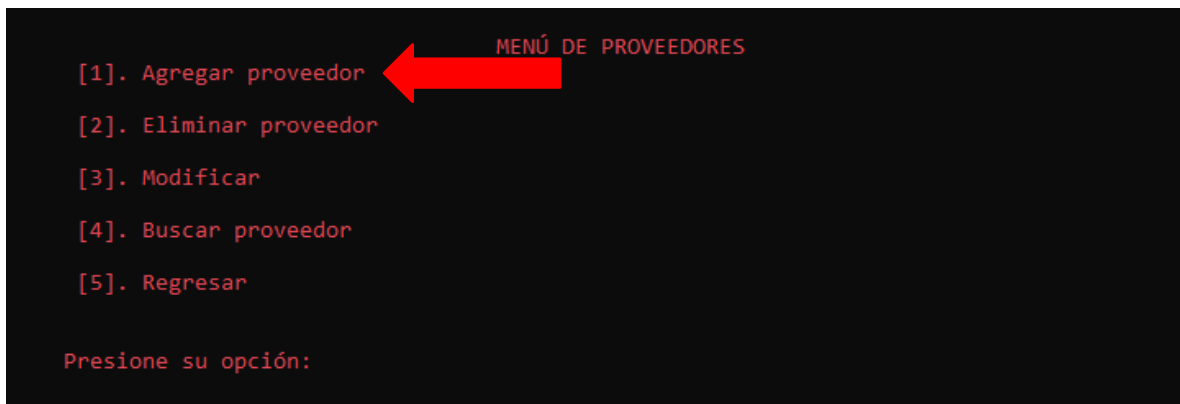 MENÚ DE PROVEEDORES
[1]. Agregar proveedor
[2]. Eliminar proveedor
[3]. Modificar
[4]. Buscar proveedor
[5]. Regresar
Presione su opción: